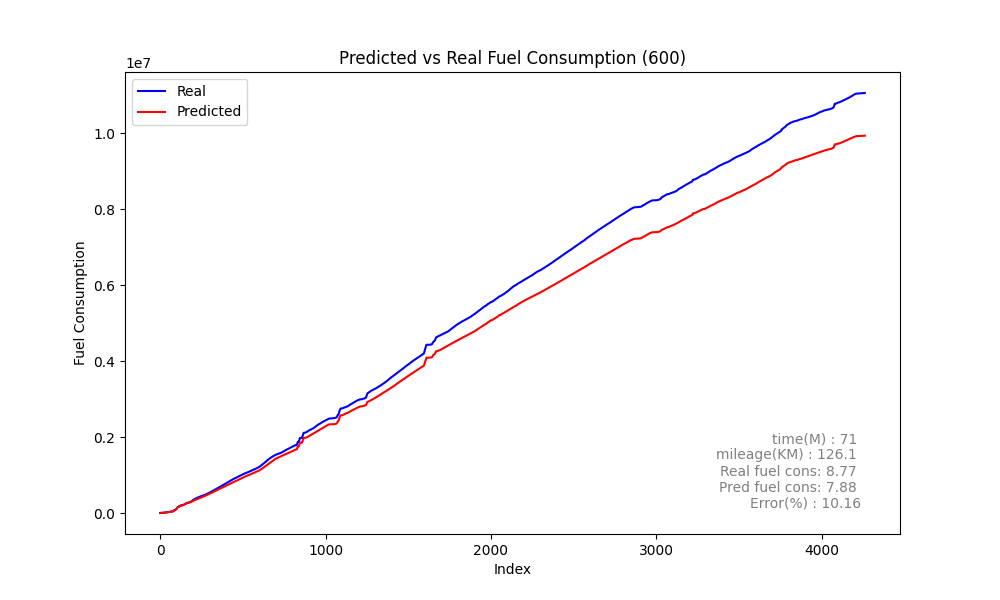 Predicted vs Real Fuel Consumption (600)
1e7
Real
Predicted
1.0
0.8
0.6
0.4
0.2
0.0
Fuel Consumption
time(M) : 71
mileage(KM) : 126.1
Real fuel cons: 8.77
Pred fuel cons: 7.88
Error(%) : 10.16
0 1000 2000 3000 4000
Index